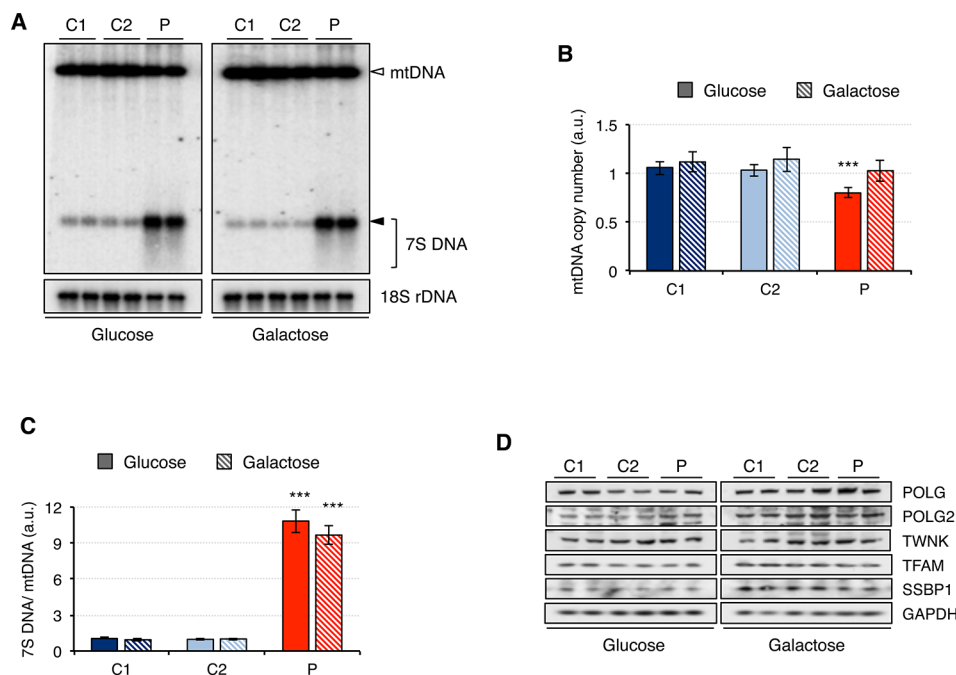 A
C1 C2 P C1 C2 P
mtDNA
7S DNA
18S rDNA
Glucose Galactose
B
Glucose Galactose
mtDNA copy number (a.u.)
1.5
1
0.5
0
***
C1 C2 P
C
Glucose Galactose
7S DNA/ mtDNA (a.u.)
12
9
6
3
0
*** ***
C1 C2 P
D
C1 C2 P C1 C2 P
POLG
POLG2
TWNK
TFAM
SSBP1
GAPDH
Glucose Galactose